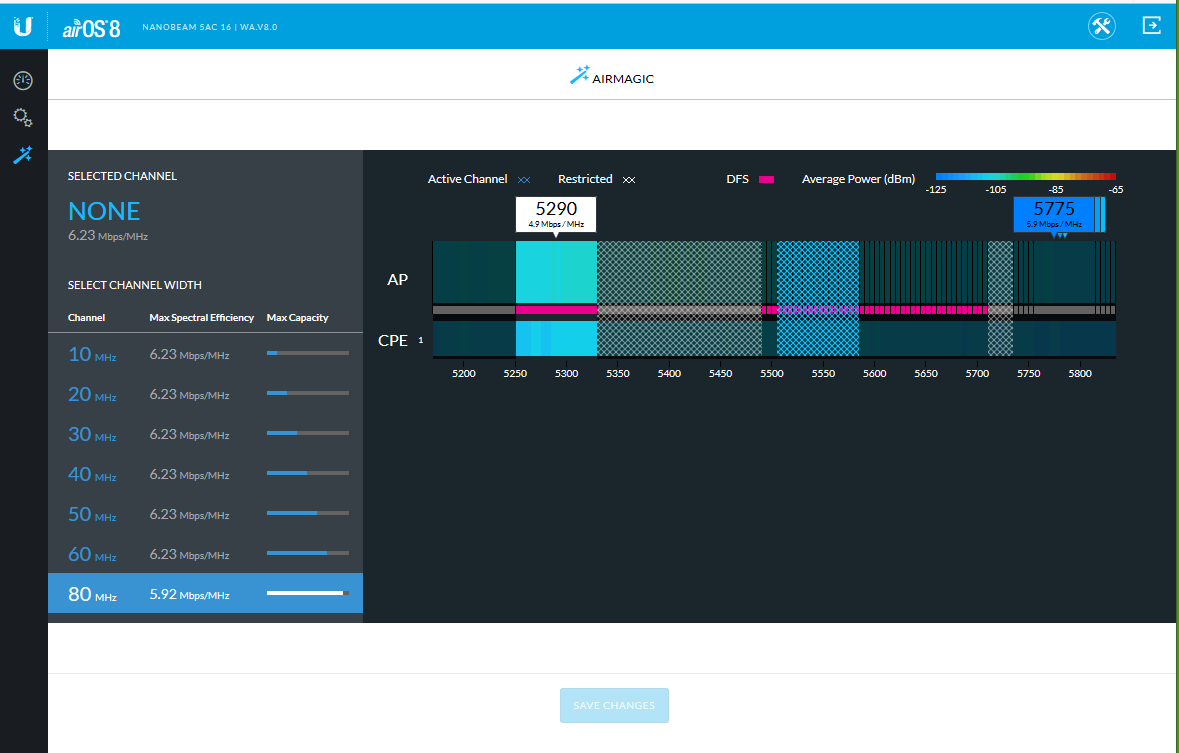 airOS 8 NANOBEAM 5AC 16 | WA.V8.0
AIRMAGIC
SELECTED CHANNEL
NONE
6.23 Mbps/MHz
SELECT CHANNEL WIDTH
Channel Max Spectral Efficiency Max Capacity
10 MHz 6.23 Mbps/MHz
20 MHz 6.23 Mbps/MHz
30 MHz 6.23 Mbps/MHz
40 MHz 6.23 Mbps/MHz
50 MHz 6.23 Mbps/MHz
60 MHz 6.23 Mbps/MHz
80 MHz 5.92 Mbps/MHz
Active Channel Restricted DFS Average Power (dBm)
-125 -105 -85 -65
5290
4.9 Mbps / MHz
5775
5.9 Mbps / MHz
AP
CPE 1
5200 5250 5300 5350 5400 5450 5500 5550 5600 5650 5700 5750 5800
SAVE CHANGES